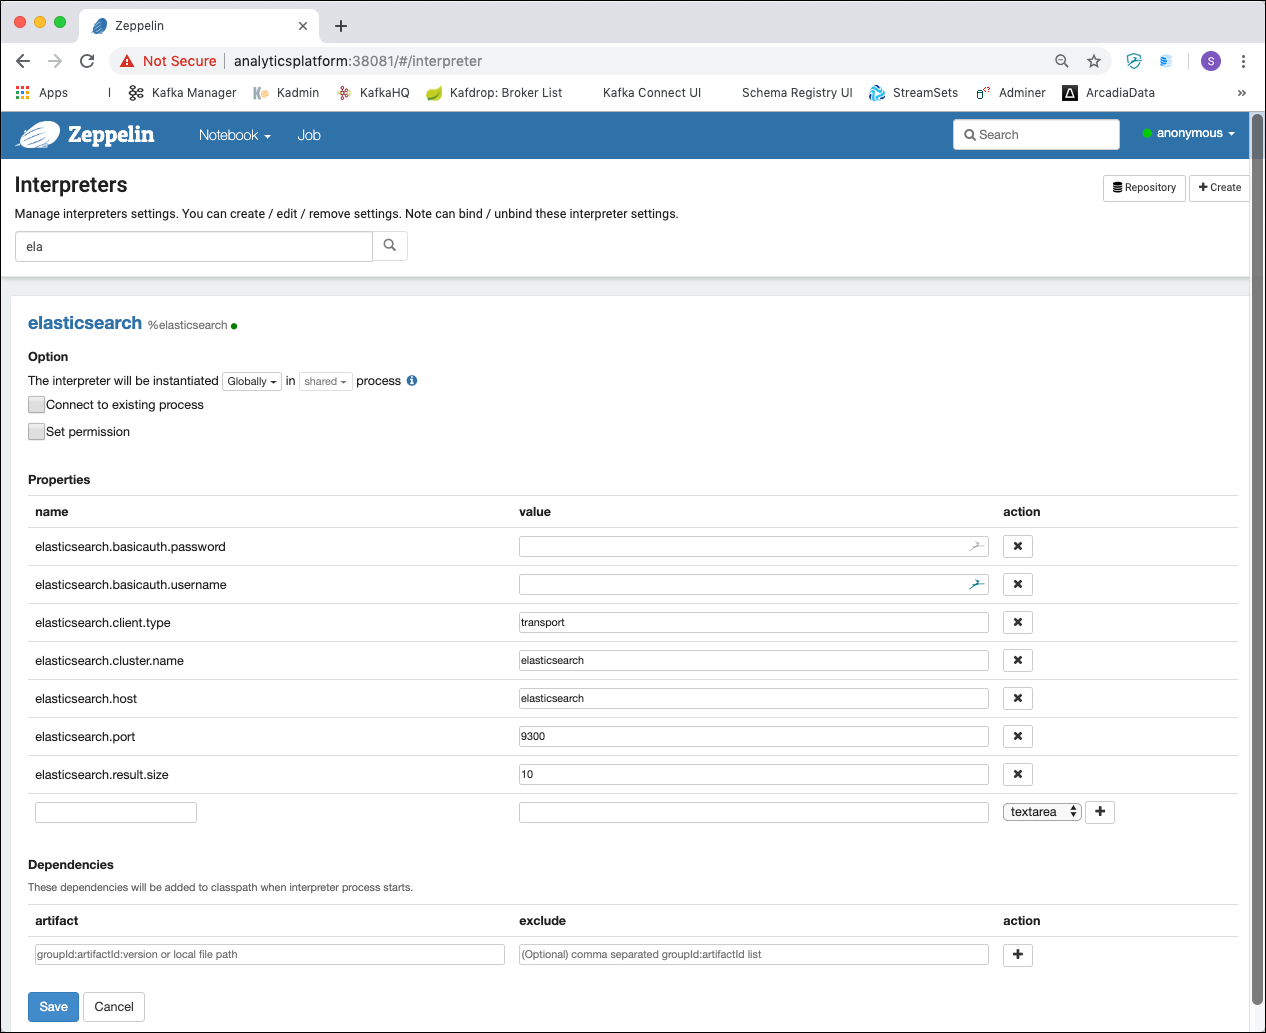 Zeppelin
Not Secure analyticsplatform:38081/#/interpreter S
Apps Kafka Manager Kadmin KafkaHQ Kafdrop: Broker List Kafka Connect UI Schema Registry UI StreamSets Adminer ArcadiaData »
Zeppelin Notebook Job Search anonymous
Interpreters
Repository Create
Manage interpreters settings. You can create / edit / remove settings. Note can bind / unbind these interpreter settings.
ela
elasticsearch %elasticsearch
Option
The interpreter will be instantiated Globally in shared process
Connect to existing process
Set permission
Properties
name value action
elasticsearch.basicauth.password
elasticsearch.basicauth.username
elasticsearch.client.type transport
elasticsearch.cluster.name elasticsearch
elasticsearch.host elasticsearch
elasticsearch.port 9300
elasticsearch.result.size 10
textarea
Dependencies
These dependencies will be added to classpath when interpreter process starts.
artifact exclude action
groupId:artifactId:version or local file path (Optional) comma separated groupId:artifactId list
Save Cancel